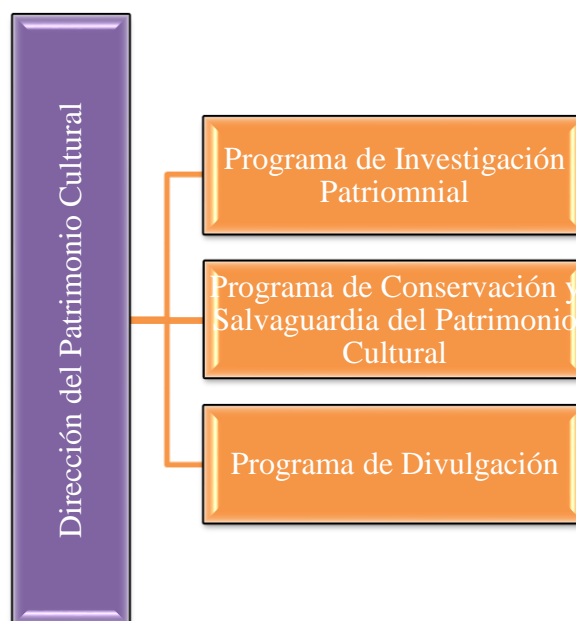 Dirección del Patrimonio Cultural
Programa de Investigación
Patriomnial
Programa de Conservación y
Salvaguardia del Patrimonio
Cultural
Programa de Divulgación